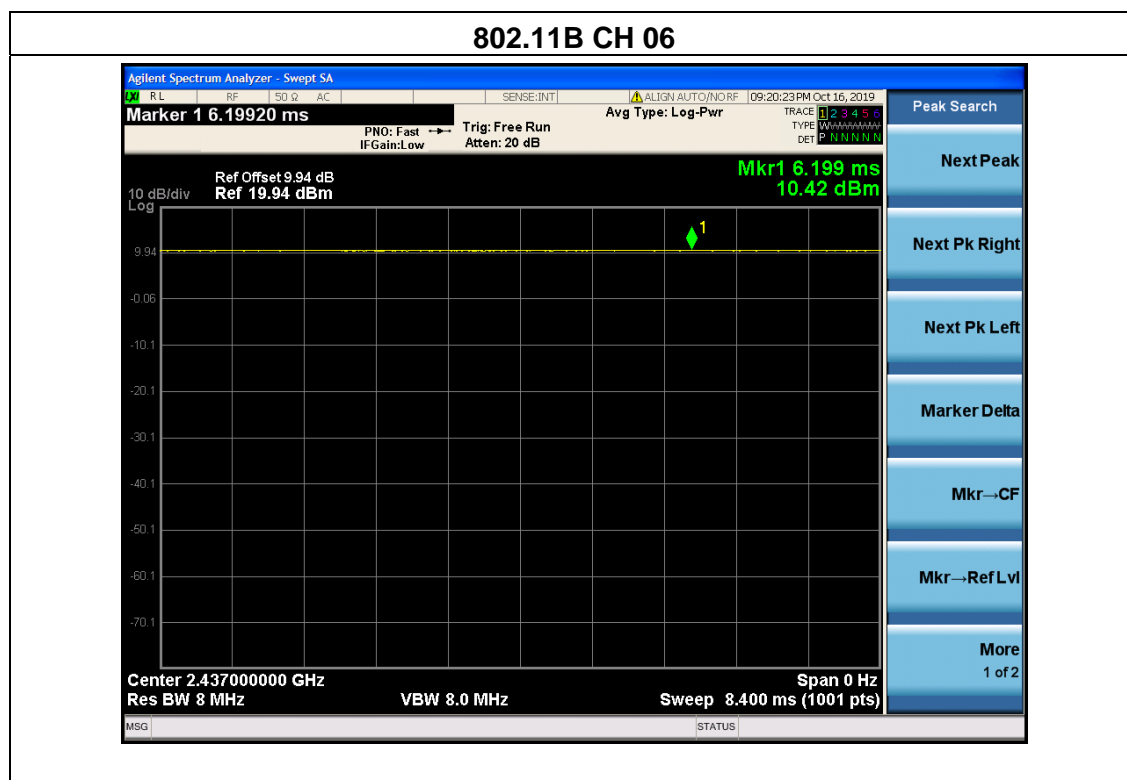 802.11B CH 06
Agilent Spectrum Analyzer - Swept SA
LXI RL RF 50 Ω AC SENSE:INT ALIGN AUTO/NO RF 09:20:23 PM Oct 16, 2019
Marker 1 6.19920 ms
PNO: Fast
IFGain:Low
Trig: Free Run
Atten: 20 dB
Avg Type: Log-Pwr
TRACE 1 2 3 4 5 6
TYPE WWWWWW
DET P N N N N N
Peak Search
Ref Offset 9.94 dB
10 dB/div Ref 19.94 dBm
Log
Mkr1 6.199 ms
10.42 dBm
1
9.94
-0.06
-10.1
-20.1
-30.1
-40.1
-50.1
-60.1
-70.1
Center 2.437000000 GHz Span 0 Hz
Res BW 8 MHz VBW 8.0 MHz Sweep 8.400 ms (1001 pts)
MSG STATUS
Next Peak
Next Pk Right
Next Pk Left
Marker Delta
Mkr→CF
Mkr→Ref Lvl
More
1 of 2